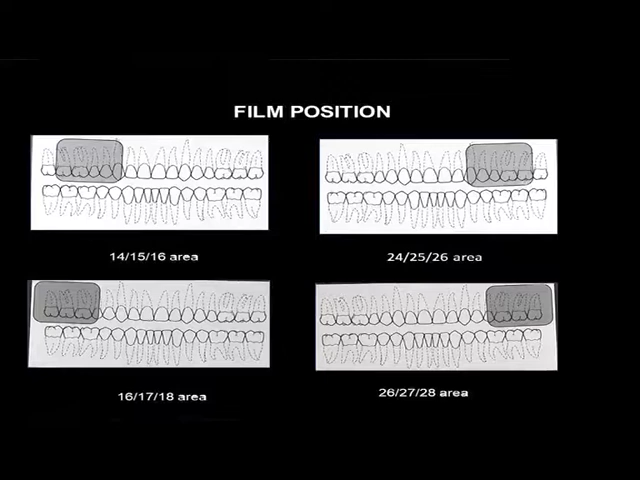 FILM POSITION
14/15/16 area
24/25/26 area
16/17/18 area
26/27/28 area